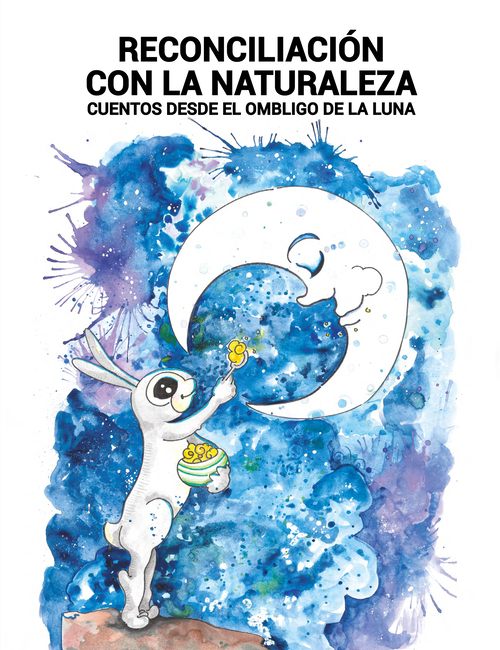 RECONCILIACIÓN
CON LA NATURALEZA
CUENTOS DESDE EL OMBLIGO DE LA LUNA